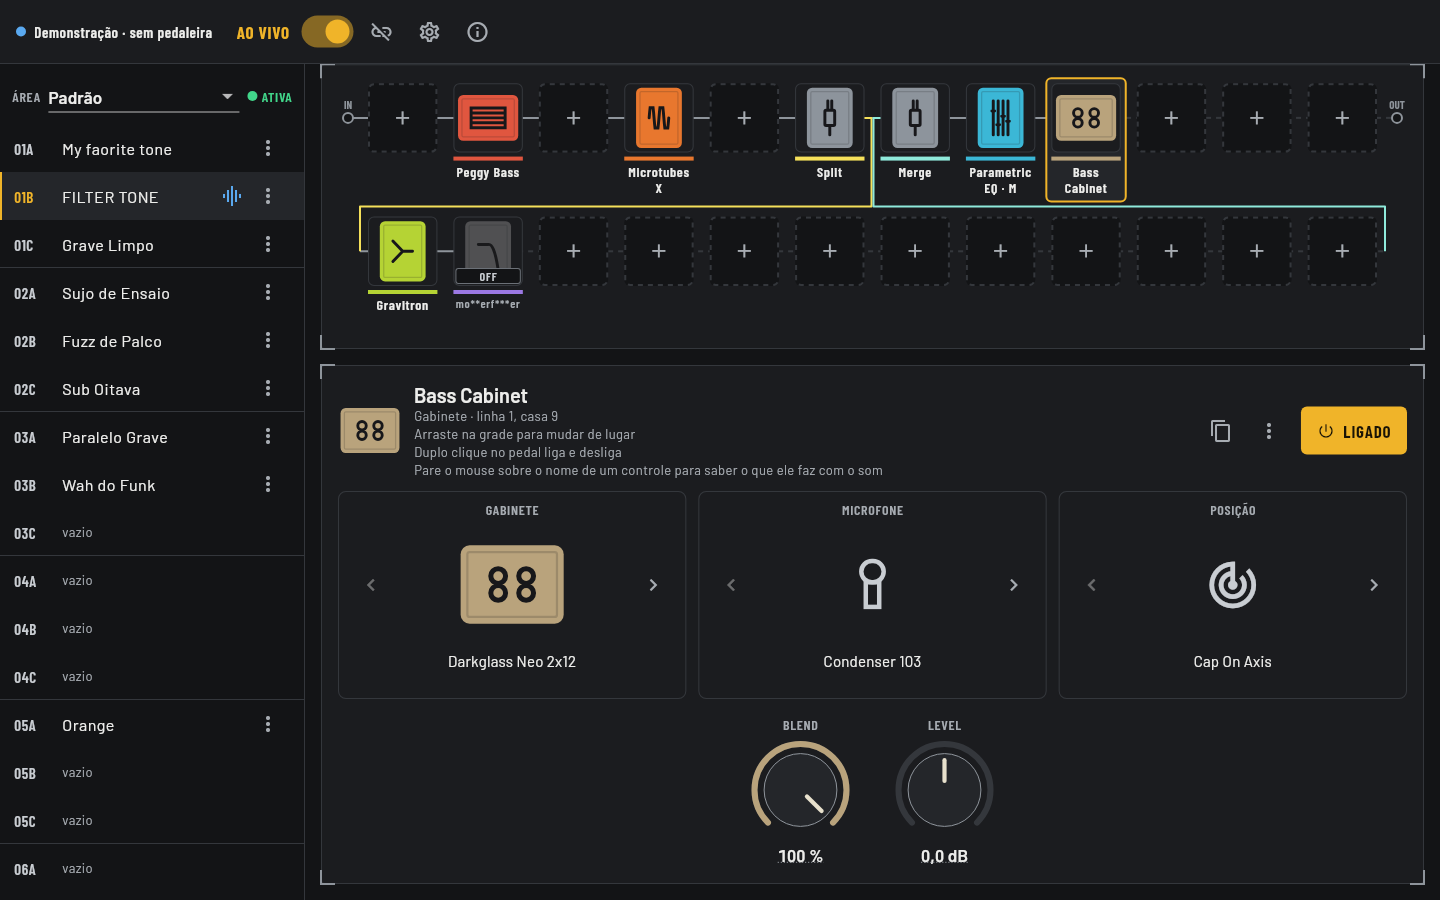 Demonstração · sem pedaleira
AO VIVO
ÁREA Padrão
ATIVA
01A My faorite tone
01B FILTER TONE
01C Grave Limpo
02A Sujo de Ensaio
02B Fuzz de Palco
02C Sub Oitava
03A Paralelo Grave
03B Wah do Funk
03C vazio
04A vazio
04B vazio
04C vazio
05A Orange
05B vazio
05C vazio
06A vazio
IN
OUT
Peggy Bass
Microtubes
X
Split
Merge
Parametric
EQ · M
88
Bass
Cabinet
Gravitron
OFF
mo**erf***er
88
Bass Cabinet
Gabinete · linha 1, casa 9
Arraste na grade para mudar de lugar
Duplo clique no pedal liga e desliga
Pare o mouse sobre o nome de um controle para saber o que ele faz com o som
LIGADO
GABINETE
88
Darkglass Neo 2x12
MICROFONE
Condenser 103
POSIÇÃO
Cap On Axis
BLEND
100 %
LEVEL
0,0 dB